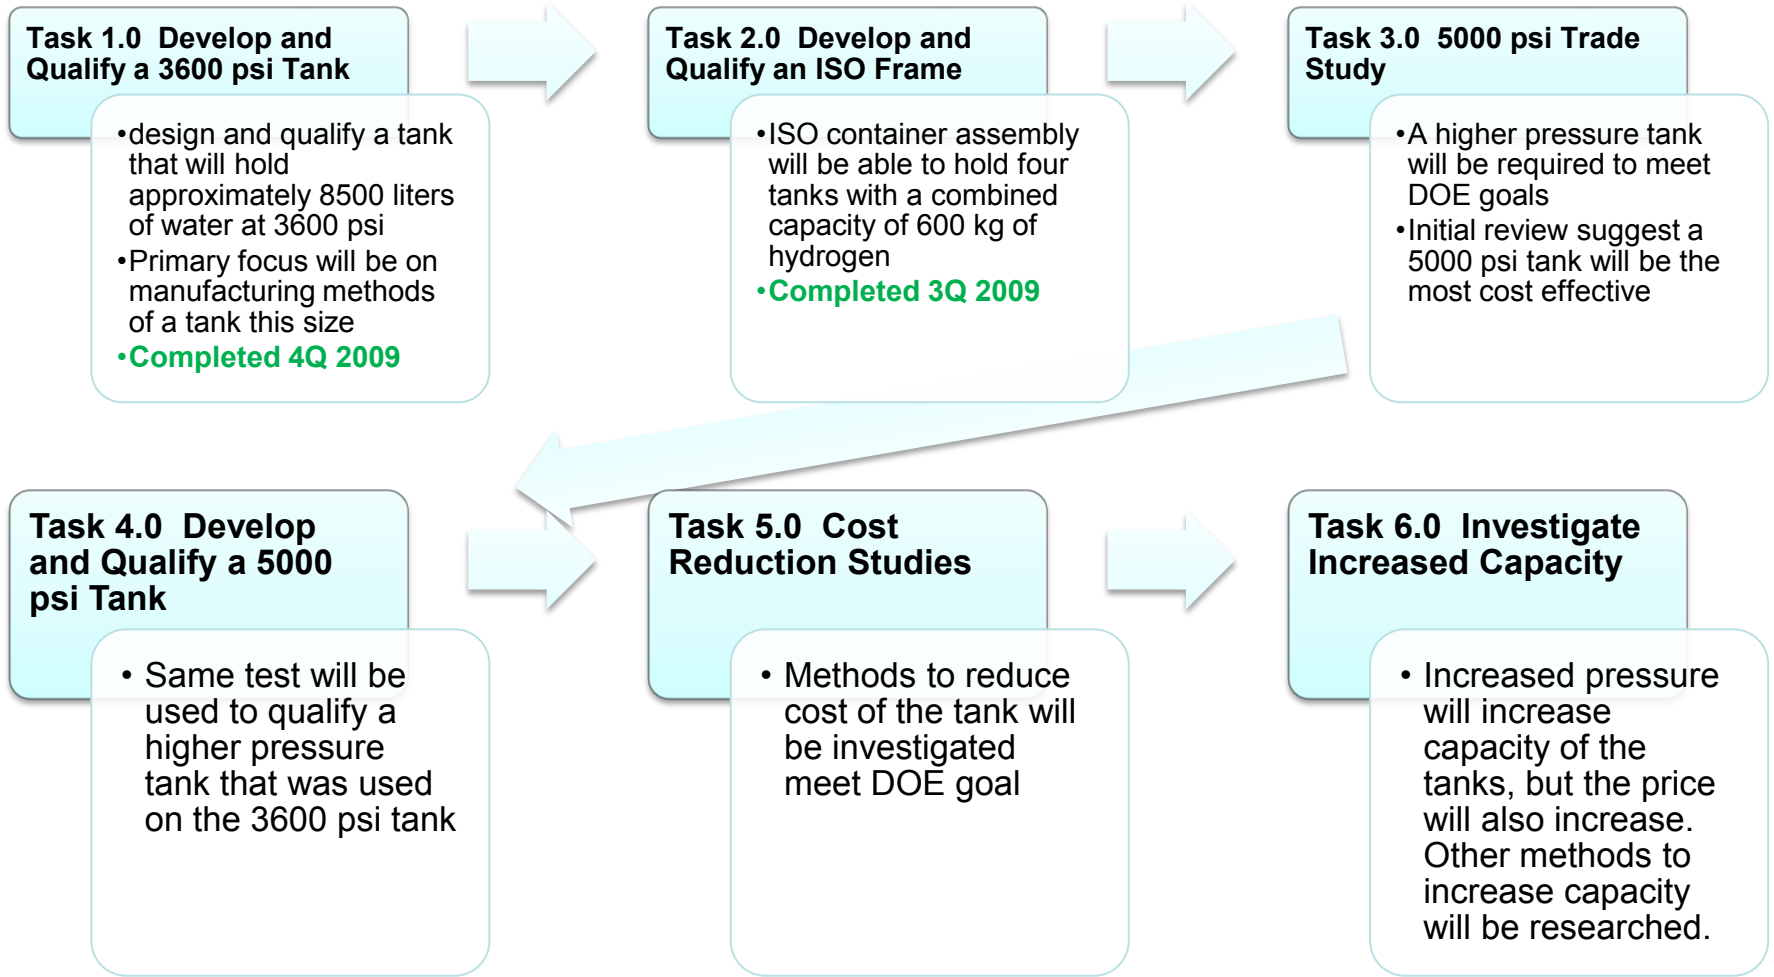 Task 1.0  Develop and
Qualify a 3600 psi Tank
•design and qualify a tank
that will hold
approximately 8500 liters
of water at 3600 psi
•Primary focus will be on
manufacturing methods
of a tank this size
•Completed 4Q 2009
Task 2.0  Develop and
Qualify an ISO Frame
•ISO container assembly
will be able to hold four
tanks with a combined
capacity of 600 kg of
hydrogen
•Completed 3Q 2009
Task 3.0  5000 psi Trade
Study
•A higher pressure tank
will be required to meet
DOE goals
•Initial review suggest a
5000 psi tank will be the
most cost effective
Task 4.0  Develop
and Qualify a 5000
psi Tank
• Same test will be
used to qualify a
higher pressure
tank that was used
on the 3600 psi tank
Task 5.0  Cost
Reduction Studies
• Methods to reduce
cost of the tank will
be investigated
meet DOE goal
Task 6.0  Investigate
Increased Capacity
• Increased pressure
will increase
capacity of the
tanks, but the price
will also increase.
Other methods to
increase capacity
will be researched.